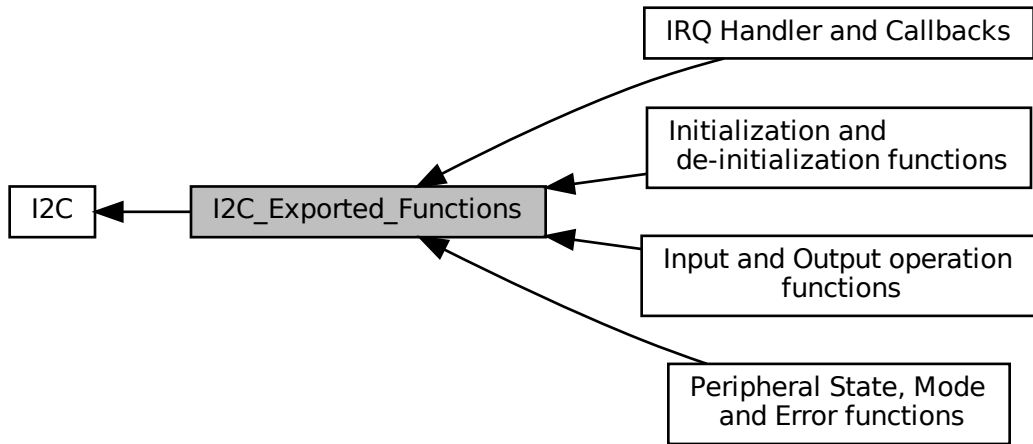 IRQ Handler and Callbacks
Initialization and
de-initialization functions
I2C
I2C_Exported_Functions
Input and Output operation
functions
Peripheral State, Mode
and Error functions